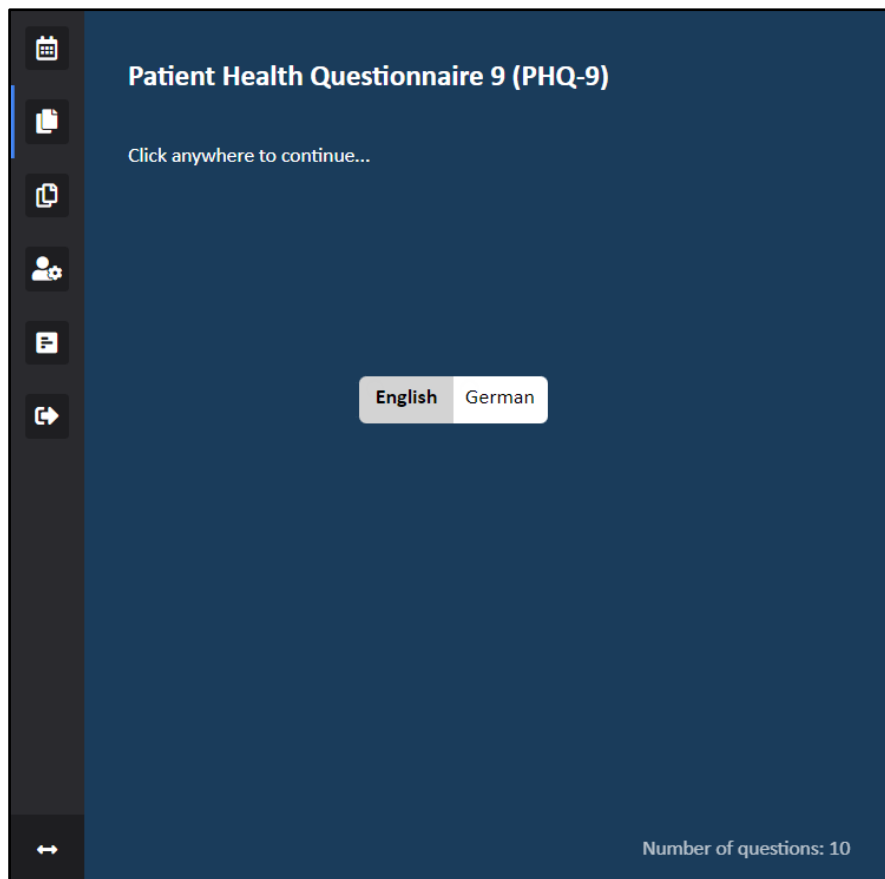 Patient Health Questionnaire 9 (PHQ-9)
Click anywhere to continue...
English German
Number of questions: 10